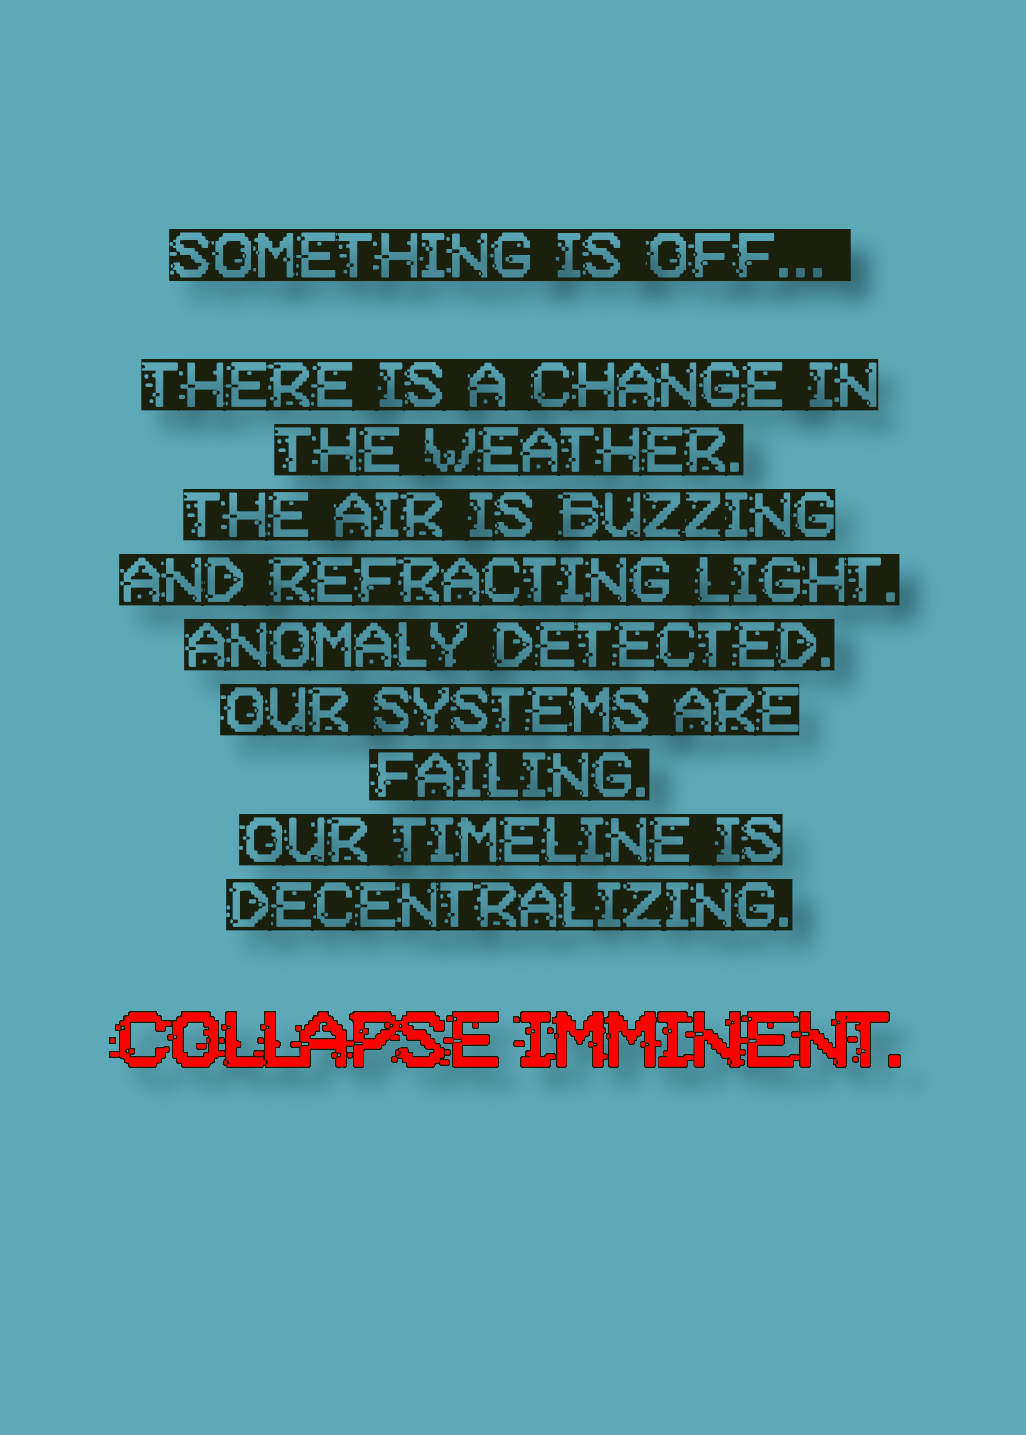 SOMETHING IS OFF...
THERE IS A CHANGE IN
THE WEATHER.
THE AIR IS BUZZING
AND REFRACTING LIGHT.
ANOMALY DETECTED.
OUR SYSTEMS ARE
FAILING.
OUR TIMELINE IS
DECENTRALIZING.
COLLAPSE IMMINENT.